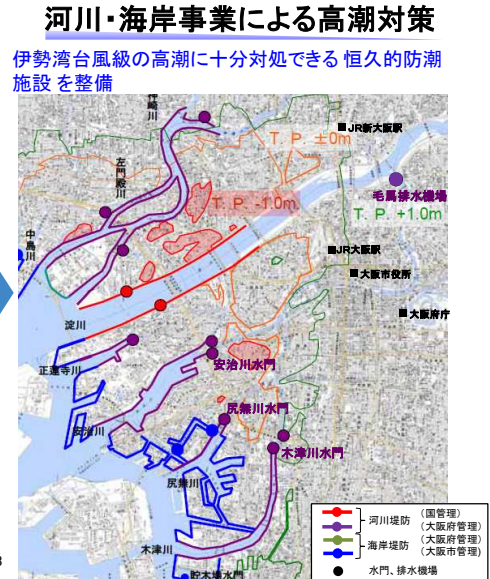 河川・海岸事業による高潮対策
伊勢湾台風級の高潮に十分対処できる 恒久的防潮
施設 を整備
神崎川
■JR新大阪駅
T. P. ±0m
左門殿川
毛馬排水機場
T. P. -1.0m
T. P. +1.0m
中島川
■JR大阪駅
■大阪市役所
■大阪府庁
淀川
正蓮寺川
安治川水門
尻無川水門
安治川
木津川水門
尻無川
木津川
貯木場水門
河川堤防
(国管理)
(大阪府管理)
海岸堤防
(大阪府管理)
(大阪市管理)
水門、排水機場
3